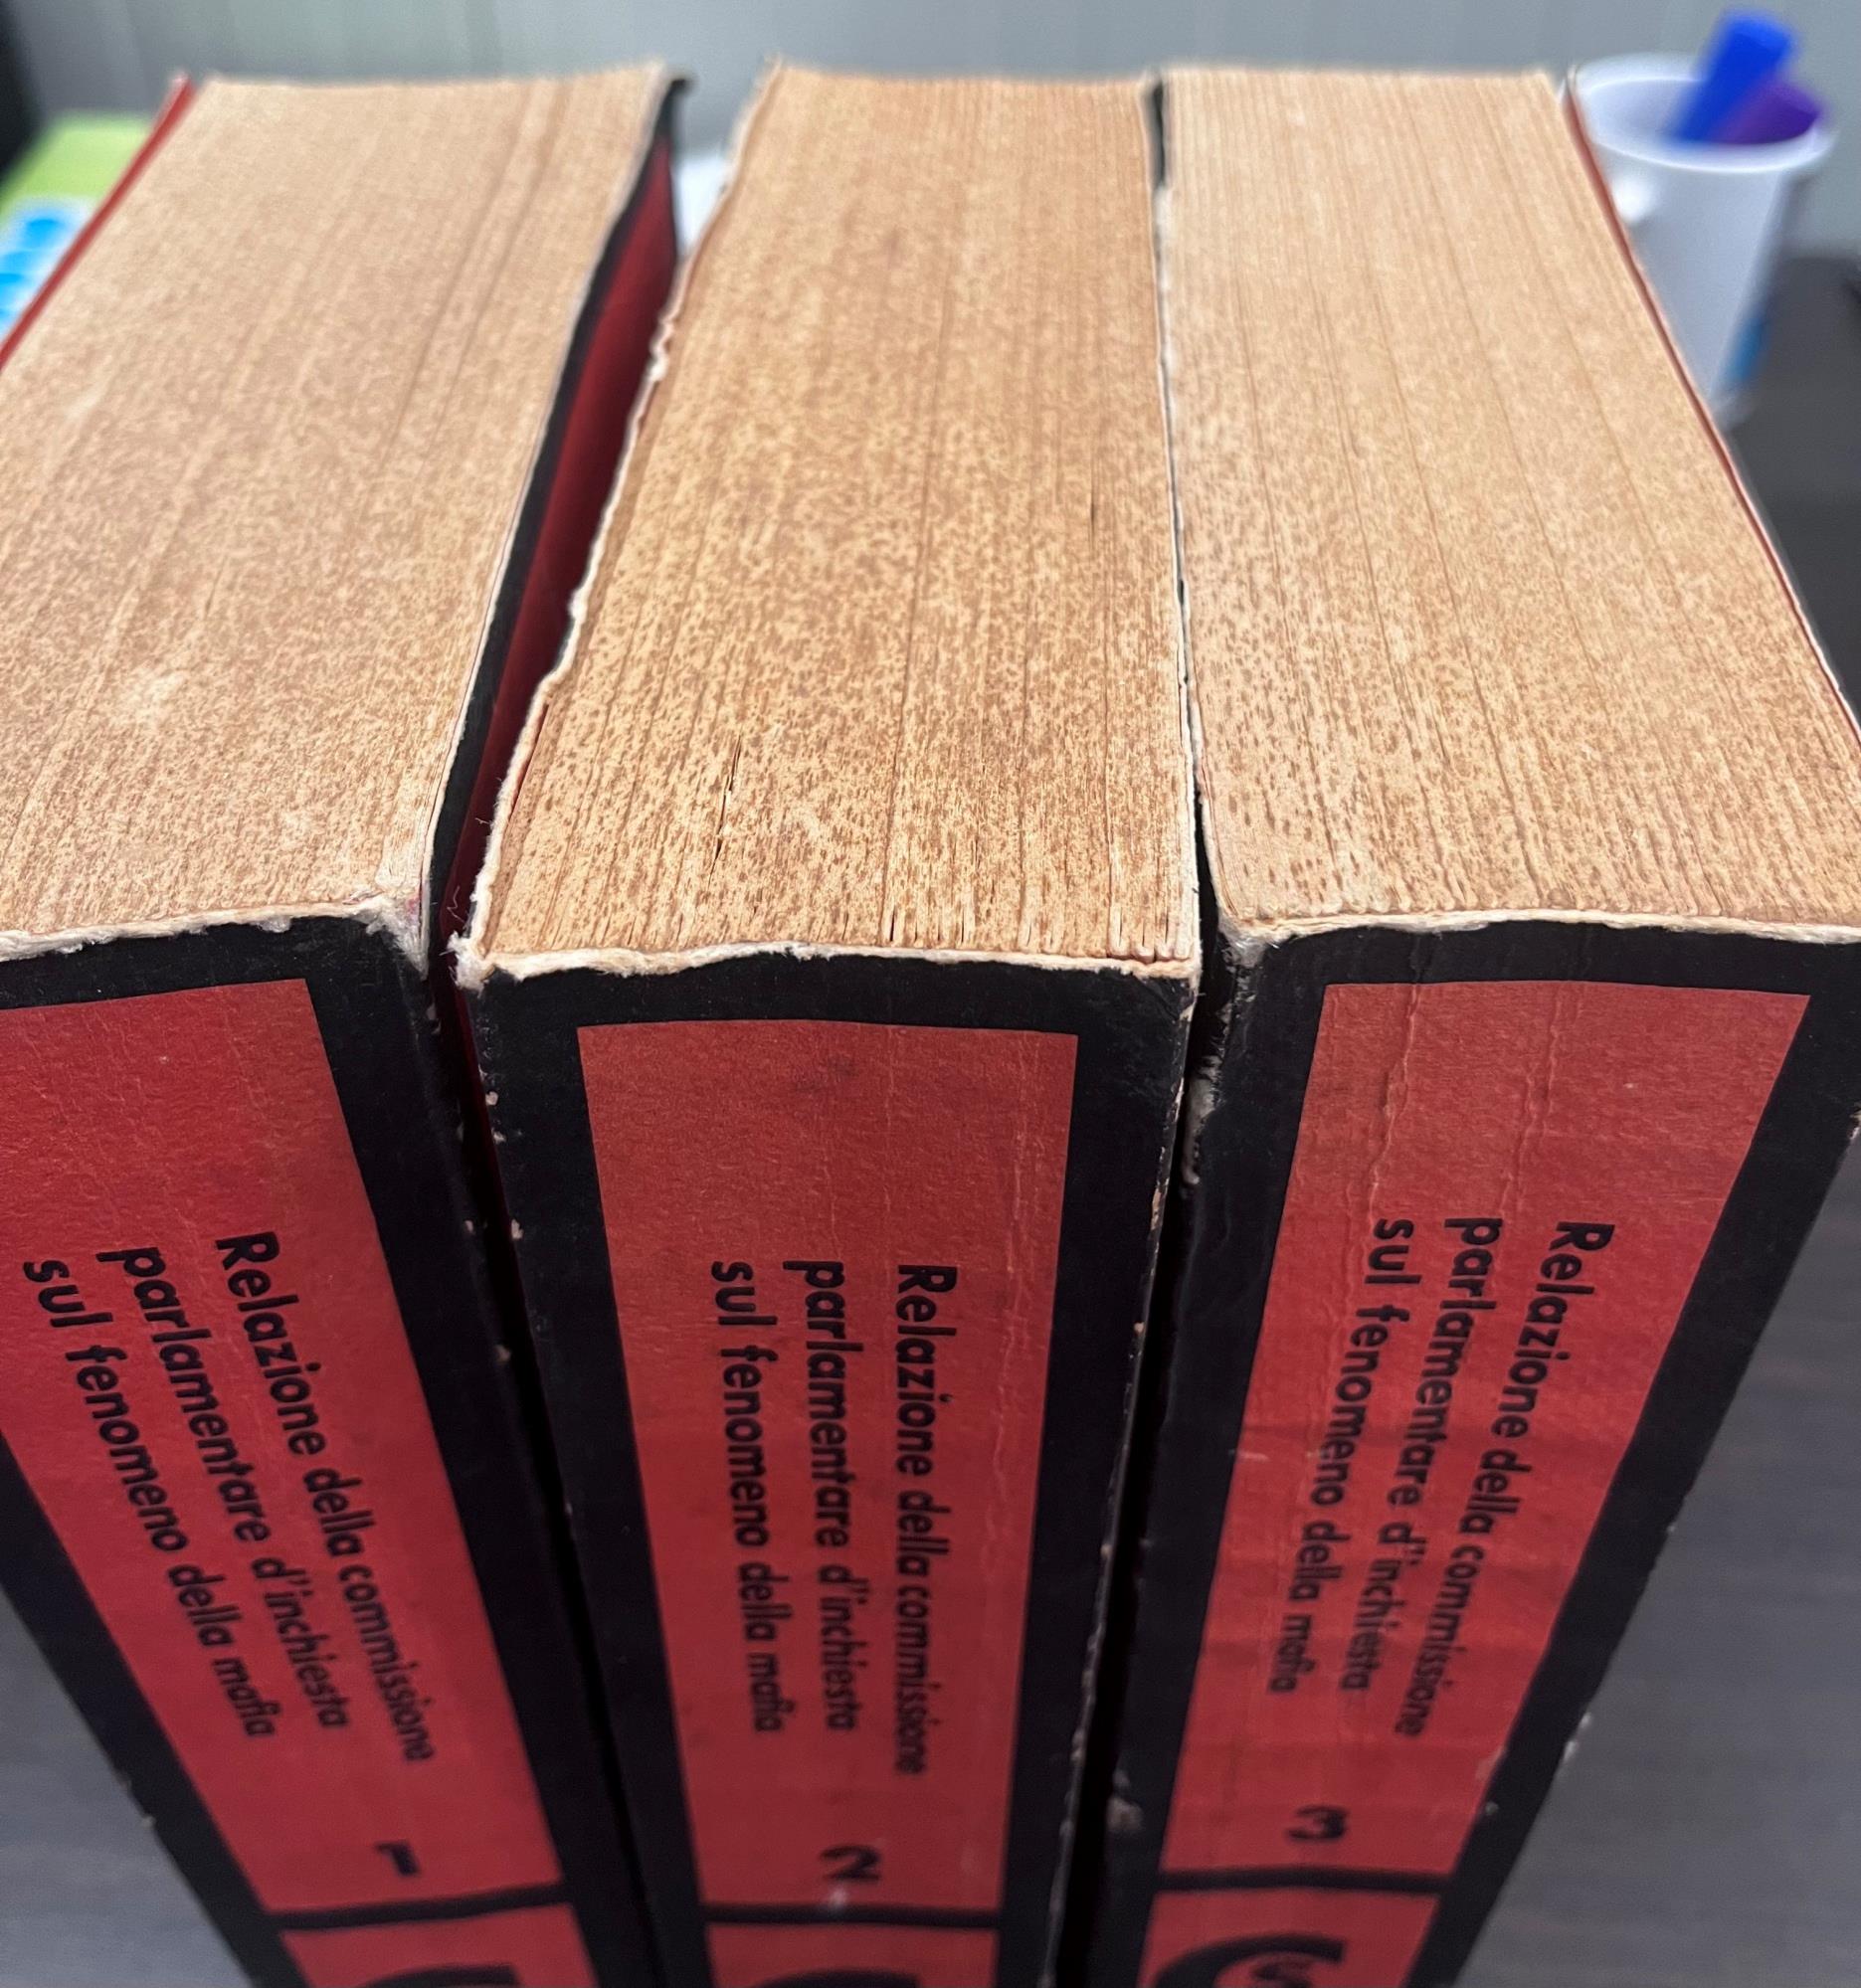 Relazione della commissione
parlamentare d'inchiesta
sul fenomeno della mafia
1
Relazione della commissione
parlamentare d'inchiesta
sul fenomeno della mafia
2
Relazione della commissione
parlamentare d'inchiesta
sul fenomeno della mafia
3